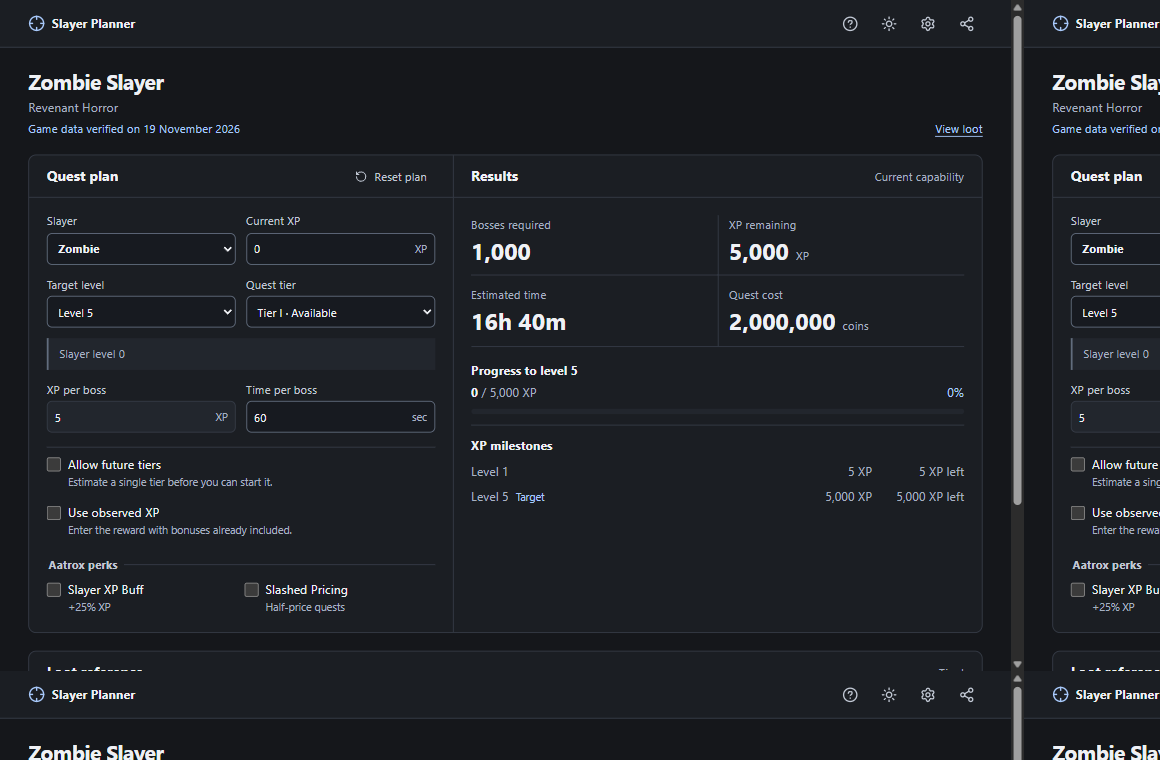 Slayer Planner
Slayer Planner
Zombie Slayer
Zombie Slay
Revenant Horror
Revenant Horror
Game data verified on 19 November 2026
View loot
Game data verified o
Quest plan
Reset plan
Results
Current capability
Quest plan
Slayer
Current XP
Bosses required
XP remaining
Slayer
Zombie
0 XP
1,000
5,000 XP
Zombie
Target level
Quest tier
Estimated time
Quest cost
Target level
Level 5
Tier I · Available
16h 40m
2,000,000 coins
Level 5
Slayer level 0
Slayer level 0
Progress to level 5
XP per boss
Time per boss
0 / 5,000 XP
0%
XP per boss
5 XP
60 sec
5
XP milestones
Allow future tiers
Level 1
5 XP
5 XP left
Allow future
Estimate a single tier before you can start it.
Estimate a sing
Level 5 Target
5,000 XP
5,000 XP left
Use observed XP
Use observe
Enter the reward with bonuses already included.
Enter the rewa
Aatrox perks
Aatrox perks
Slayer XP Buff
Slashed Pricing
Slayer XP Bu
+25% XP
Half-price quests
+25% XP
Loot reference
Loot reference
Slayer Planner
Slayer Planner
Zombie Slayer
Zombie Slay